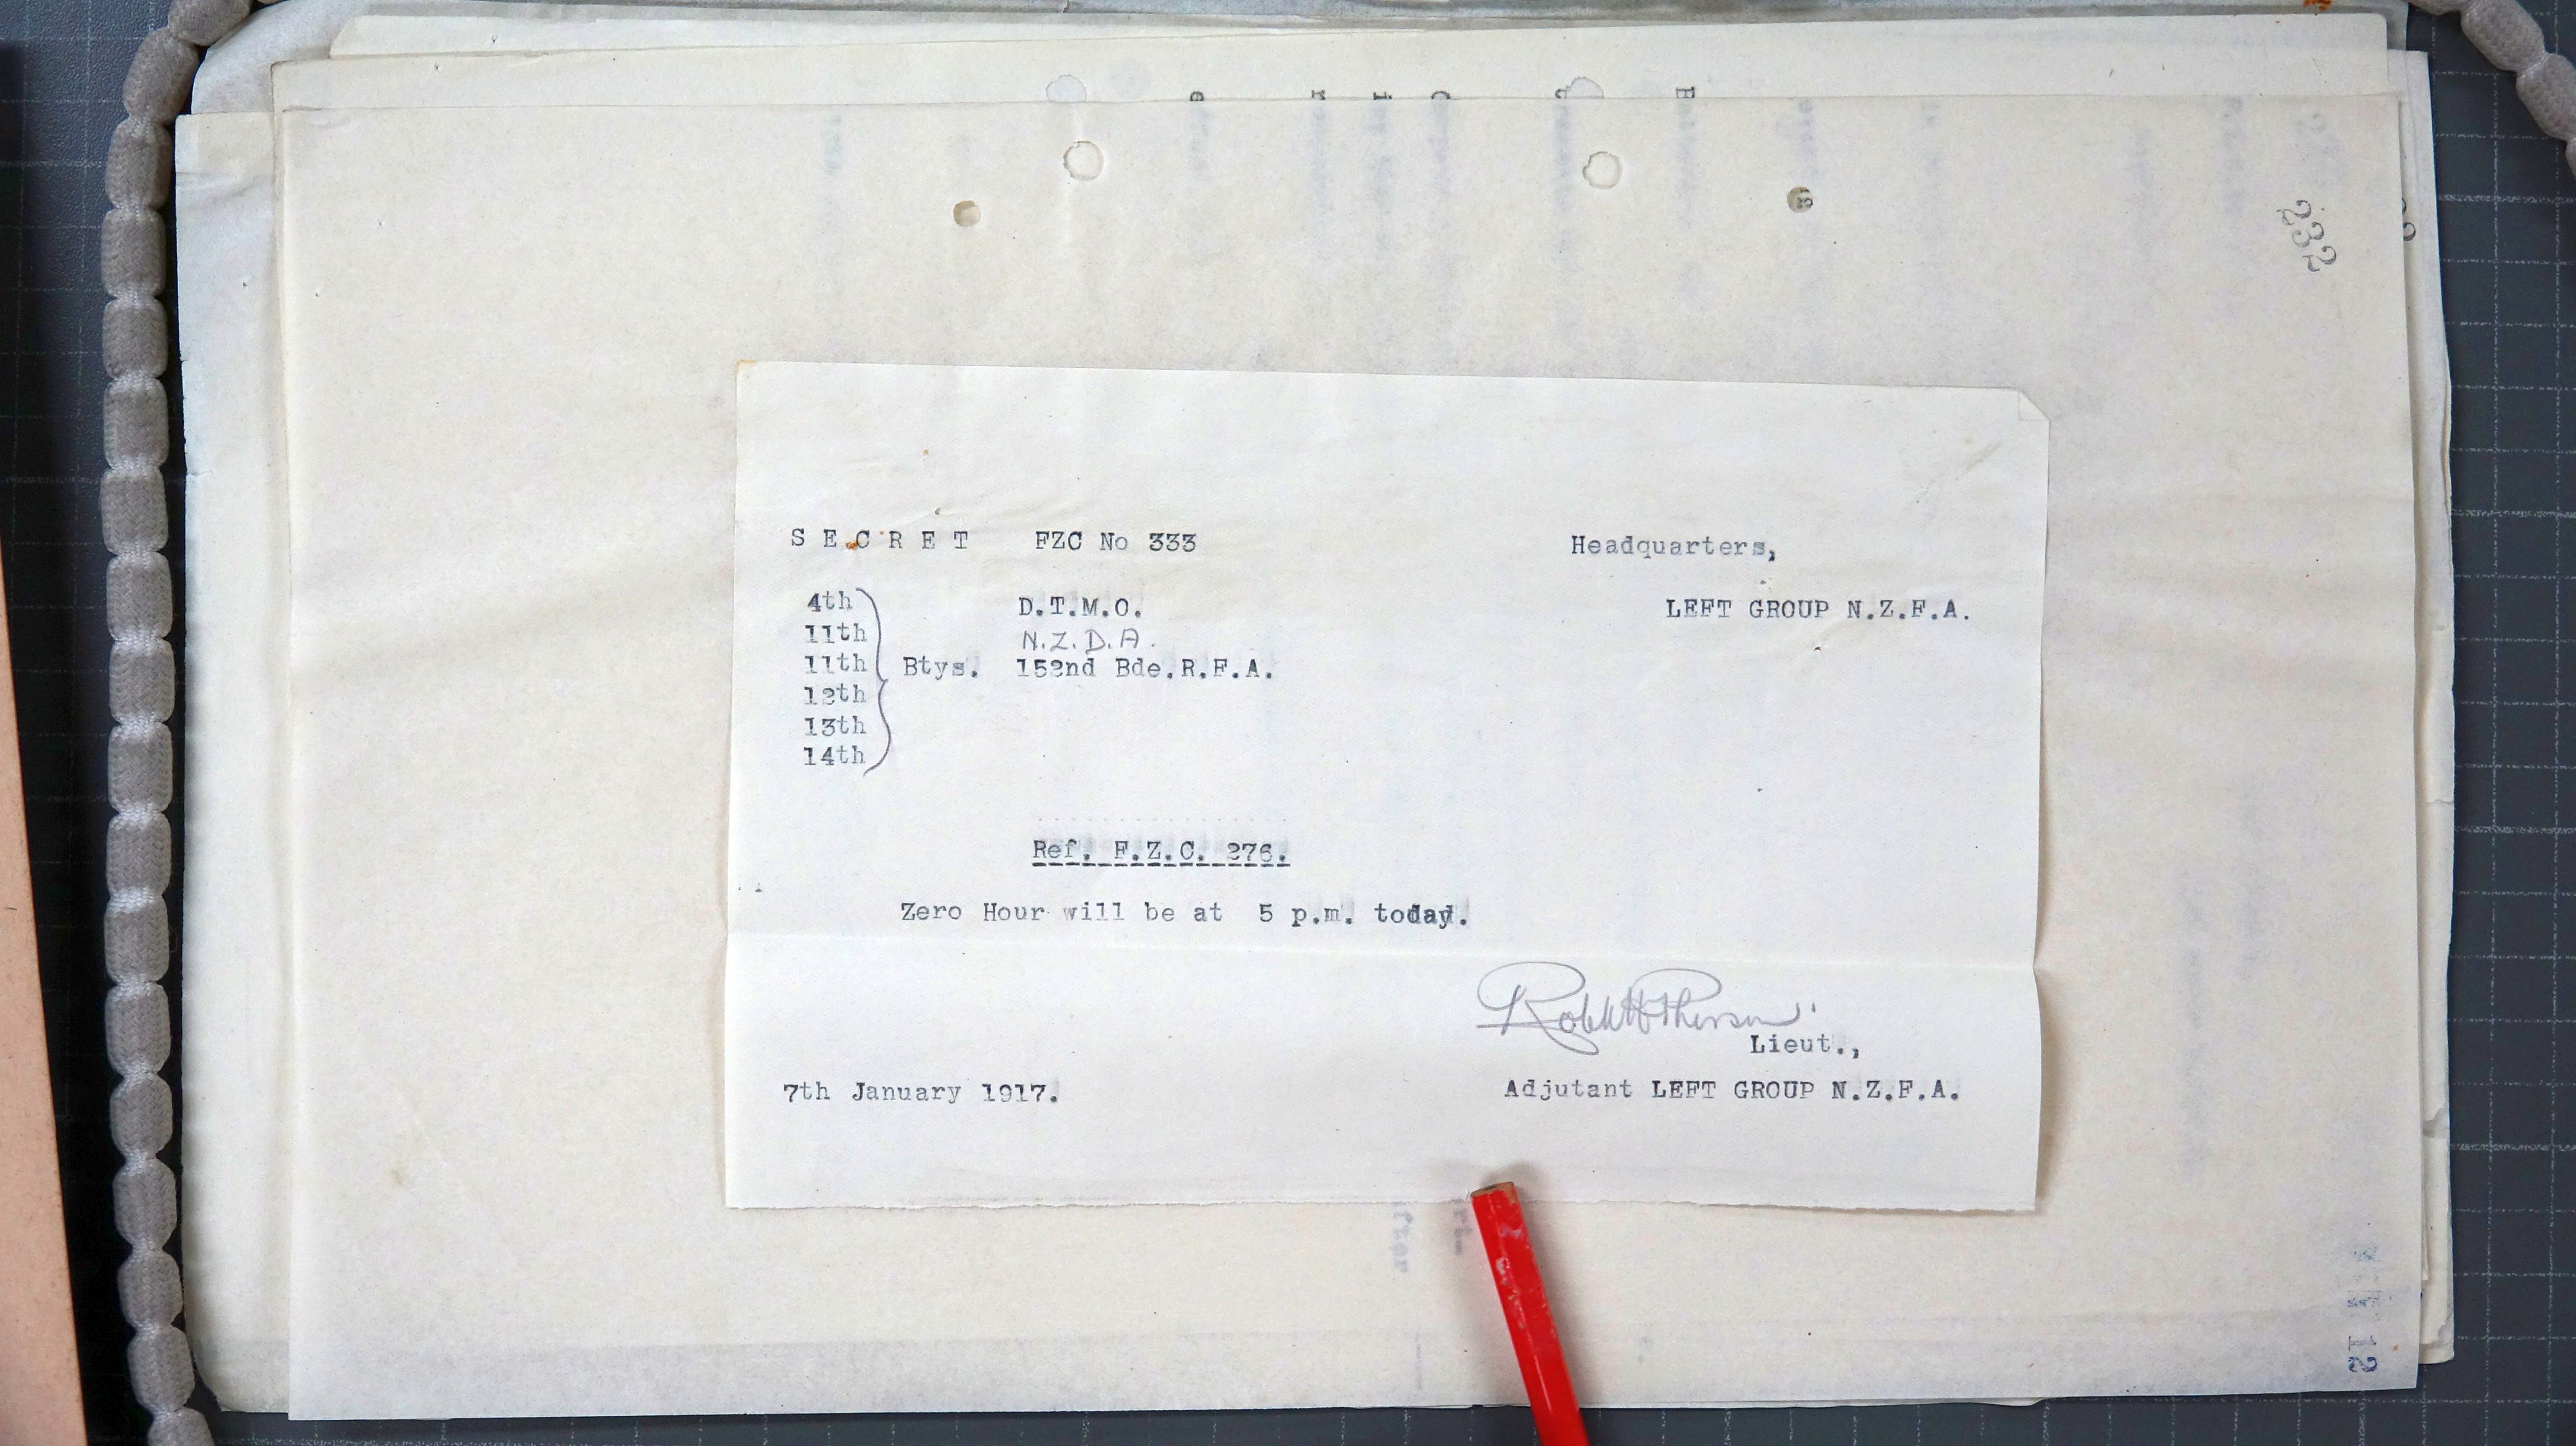 232
S E C R E T FZC No 333 Headquarters,
LEFT GROUP N.Z.F.A.
4th D.T.M.O.
11th N.Z.D.A.
11th Btys. 152nd Bde.R.F.A.
12th
13th
14th
Ref. F.Z.C. 276.
Zero Hour will be at 5 p.m. today.
Lieut.,
7th January 1917. Adjutant LEFT GROUP N.Z.F.A.
fter
12